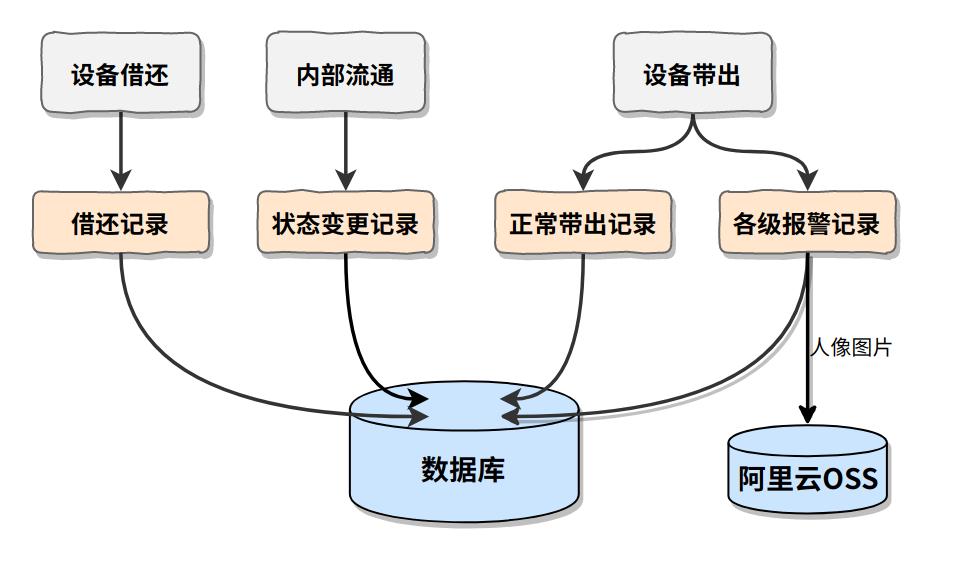 设备借还
内部流通
设备带出
借还记录
状态变更记录
正常带出记录
各级报警记录
人像图片
数据库
阿里云OSS